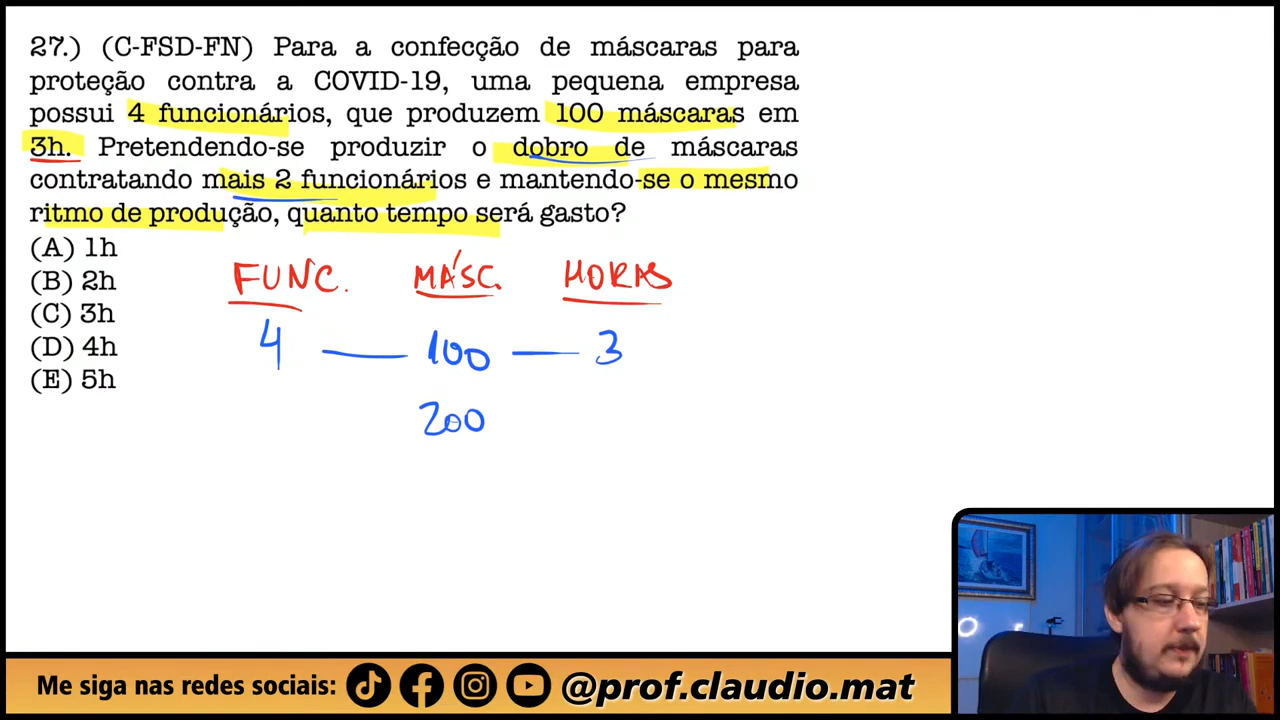 27.) (C-FSD-FN) Para a confecção de máscaras para
proteção contra a COVID-19, uma pequena empresa
possui 4 funcionários, que produzem 100 máscaras em
3h. Pretendendo-se produzir o dobro de máscaras
contratando mais 2 funcionários e mantendo-se o mesmo
ritmo de produção, quanto tempo será gasto?
(A) 1h
(B) 2h
(C) 3h
(D) 4h
(E) 5h
FUNC. MÁSC. HORAS
4 — 100 — 3
200
Me siga nas redes sociais: @prof.claudio.mat